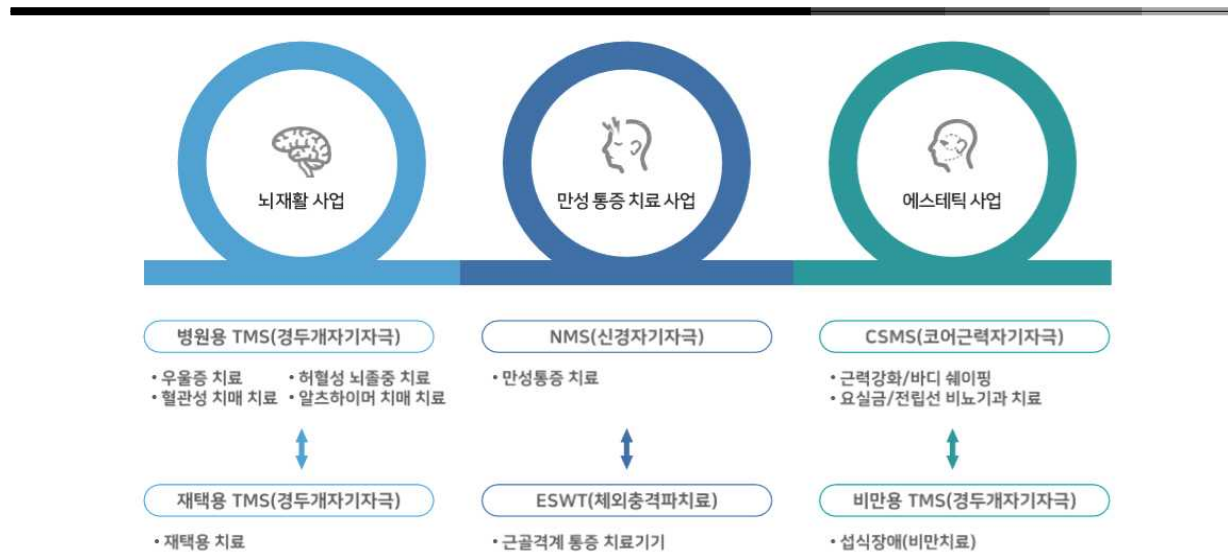 뇌재활 사업
만성 통증 치료 사업
에스테틱 사업
병원용 TMS(경두개자기자극)
NMS(신경자기자극)
CSMS(코어근력자기자극)
• 우울증 치료 • 허혈성 뇌졸중 치료
• 혈관성 치매 치료 • 알츠하이머 치매 치료
• 만성통증 치료
• 근력강화/바디 쉐이핑
• 요실금/전립선 비뇨기과 치료
재택용 TMS(경두개자기자극)
ESWT(체외충격파치료)
비만용 TMS(경두개자기자극)
• 재택용 치료
• 근골격계 통증 치료기기
• 섭식장애(비만치료)